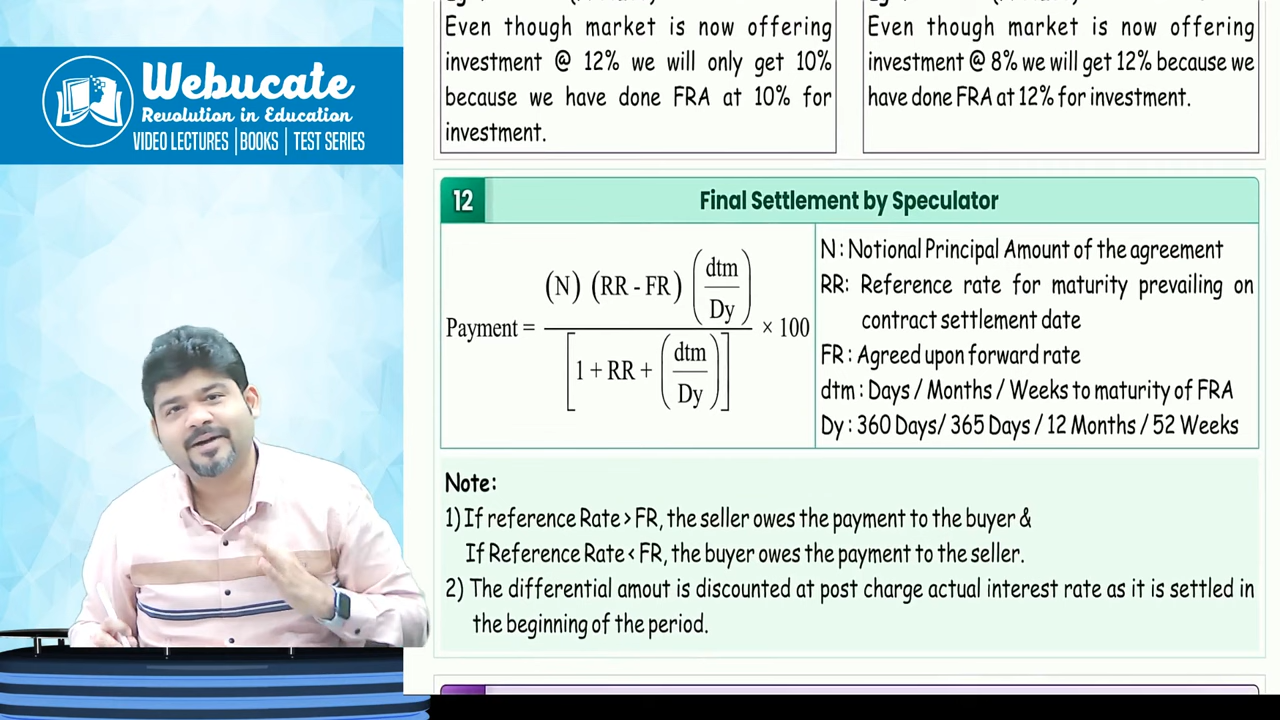 Webucate
Revolution in Education
VIDEO LECTURES | BOOKS | TEST SERIES
Even though market is now offering
investment @ 12% we will only get 10%
because we have done FRA at 10% for
investment.
Even though market is now offering
investment @ 8% we will get 12% because we
have done FRA at 12% for investment.
12 Final Settlement by Speculator
Payment = (N) (RR - FR) (dtm/Dy) / [1 + RR + (dtm/Dy)] × 100
N : Notional Principal Amount of the agreement
RR: Reference rate for maturity prevailing on
contract settlement date
FR : Agreed upon forward rate
dtm : Days / Months / Weeks to maturity of FRA
Dy : 360 Days/ 365 Days / 12 Months / 52 Weeks
Note:
1) If reference Rate > FR, the seller owes the payment to the buyer &
If Reference Rate < FR, the buyer owes the payment to the seller.
2) The differential amout is discounted at post charge actual interest rate as it is settled in
the beginning of the period.